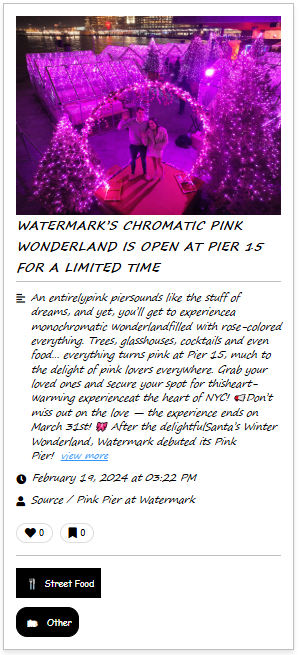 WATERMARK'S CHROMATIC PINK
WONDERLAND IS OPEN AT PIER 15
FOR A LIMITED TIME
An entirelypink piersounds like the stuff of
dreams, and yet, you'll get to experiencea
monochromatic wonderlandfilled with rose-colored
everything. Trees, glasshouses, cocktails and even
food... everything turns pink at Pier 15, much to
the delight of pink lovers everywhere. Grab your
loved ones and secure your spot for thisheart-
warming experienceat the heart of NYC! 📢Don't
miss out on the love — the experience ends on
March 31st! 🎀 After the delightfulSanta's Winter
Wonderland, Watermark debuted its Pink
Pier! view more
February 19, 2024 at 03:22 PM
Source / Pink Pier at Watermark
0 0
Street Food
Other